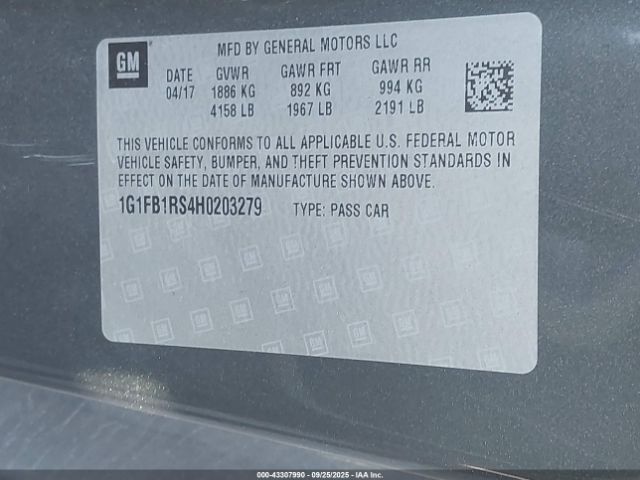 GM
MFD BY GENERAL MOTORS LLC
DATE GVWR GAWR FRT GAWR RR
04/17 1886 KG 892 KG 994 KG
4158 LB 1967 LB 2191 LB
THIS VEHICLE CONFORMS TO ALL APPLICABLE U.S. FEDERAL MOTOR
VEHICLE SAFETY, BUMPER, AND THEFT PREVENTION STANDARDS IN
EFFECT ON THE DATE OF MANUFACTURE SHOWN ABOVE.
1G1FB1RS4H0203279 TYPE: PASS CAR
000-43307990 - 09/25/2025 - IAAI.COM